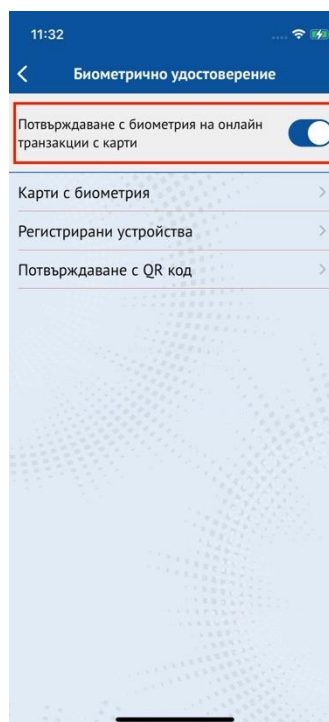 11:32
Биометрично удостоверение
Потвърждаване с биометрия на онлайн
транзакции с карти
Карти с биометрия
Регистрирани устройства
Потвърждаване с QR код